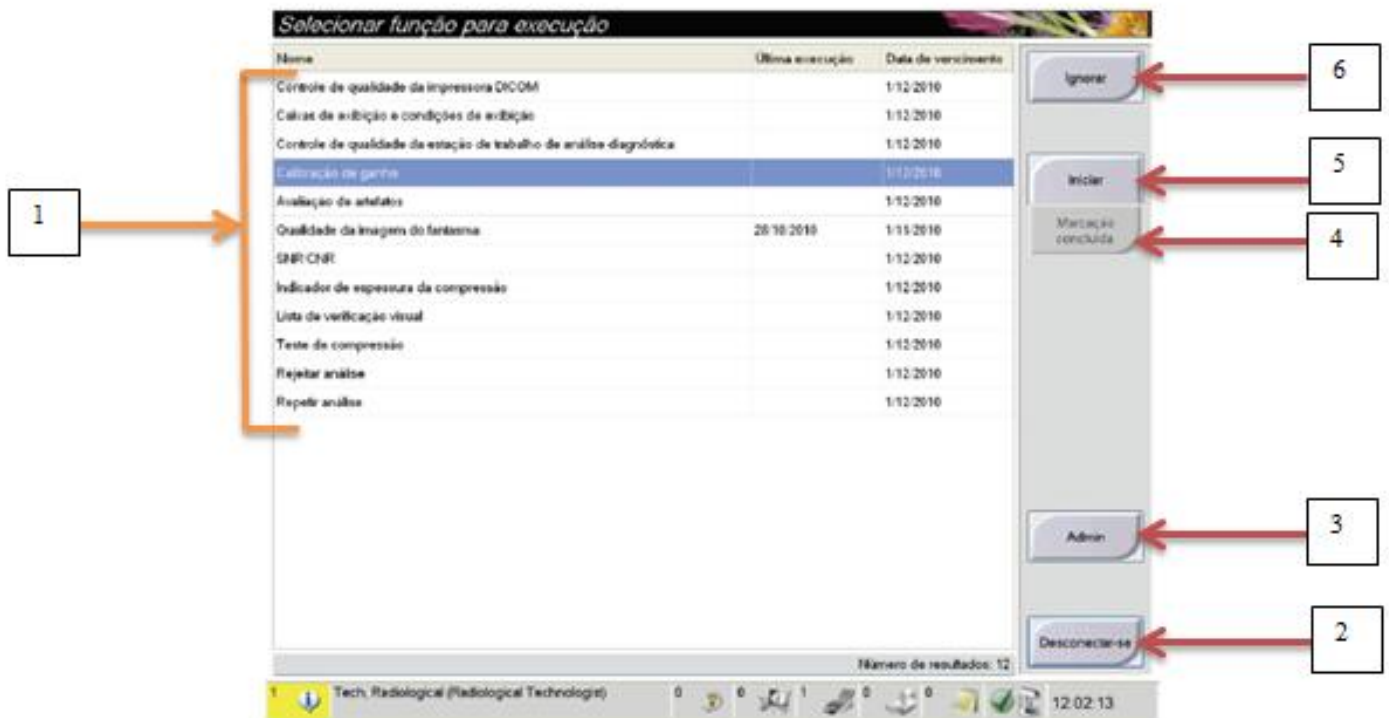 Selecionar função para execução
Nome Última execução Data de vencimento
Controle de qualidade da impressora DICOM 1/12/2010
Caixas de exibição e condições de exibição 1/12/2010
Controle de qualidade da estação de trabalho de análise diagnóstica 1/12/2010
Calibração de ganho 1/12/2010
Avaliação de artefatos 1/12/2010
Qualidade da imagem do fantasma 28/10/2010 1/11/2010
SNR/CNR 1/12/2010
Indicador de espessura da compressão 1/12/2010
Lista de verificação visual 1/12/2010
Teste de compressão 1/12/2010
Rejeitar análise 1/12/2010
Repetir análise 1/12/2010
Número de resultados: 12
Ignorar
Iniciar
Marcação
concluída
Admin
Desconectar-se
1 Tech, Radiological (Radiological Technologist) 0 0 1 0 0 12:02:13
1
6
5
4
3
2